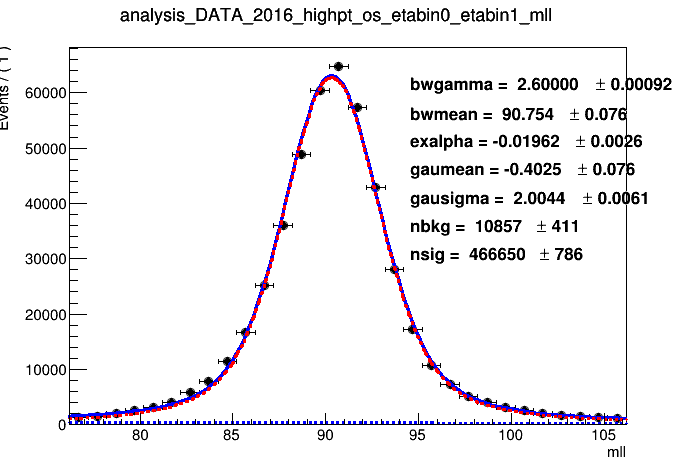 analysis_DATA_2016_highpt_os_etabin0_etabin1_mll
Events / ( 1 )
60000
50000
40000
30000
20000
10000
0
bwgamma = 2.60000 ± 0.00092
bwmean = 90.754 ± 0.076
exalpha = -0.01962 ± 0.0026
gaumean = -0.4025 ± 0.076
gausigma = 2.0044 ± 0.0061
nbkg = 10857 ± 411
nsig = 466650 ± 786
80 85 90 95 100 105
mll